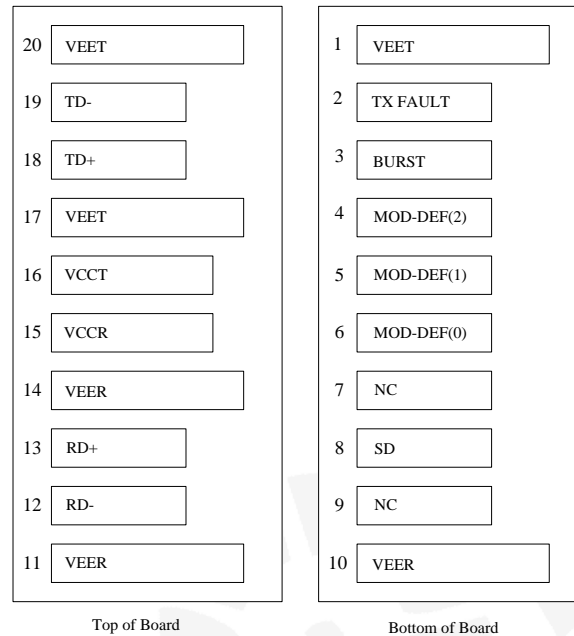 20 VEET
19 TD-
18 TD+
17 VEET
16 VCCT
15 VCCR
14 VEER
13 RD+
12 RD-
11 VEER
Top of Board
1 VEET
2 TX FAULT
3 BURST
4 MOD-DEF(2)
5 MOD-DEF(1)
6 MOD-DEF(0)
7 NC
8 SD
9 NC
10 VEER
Bottom of Board